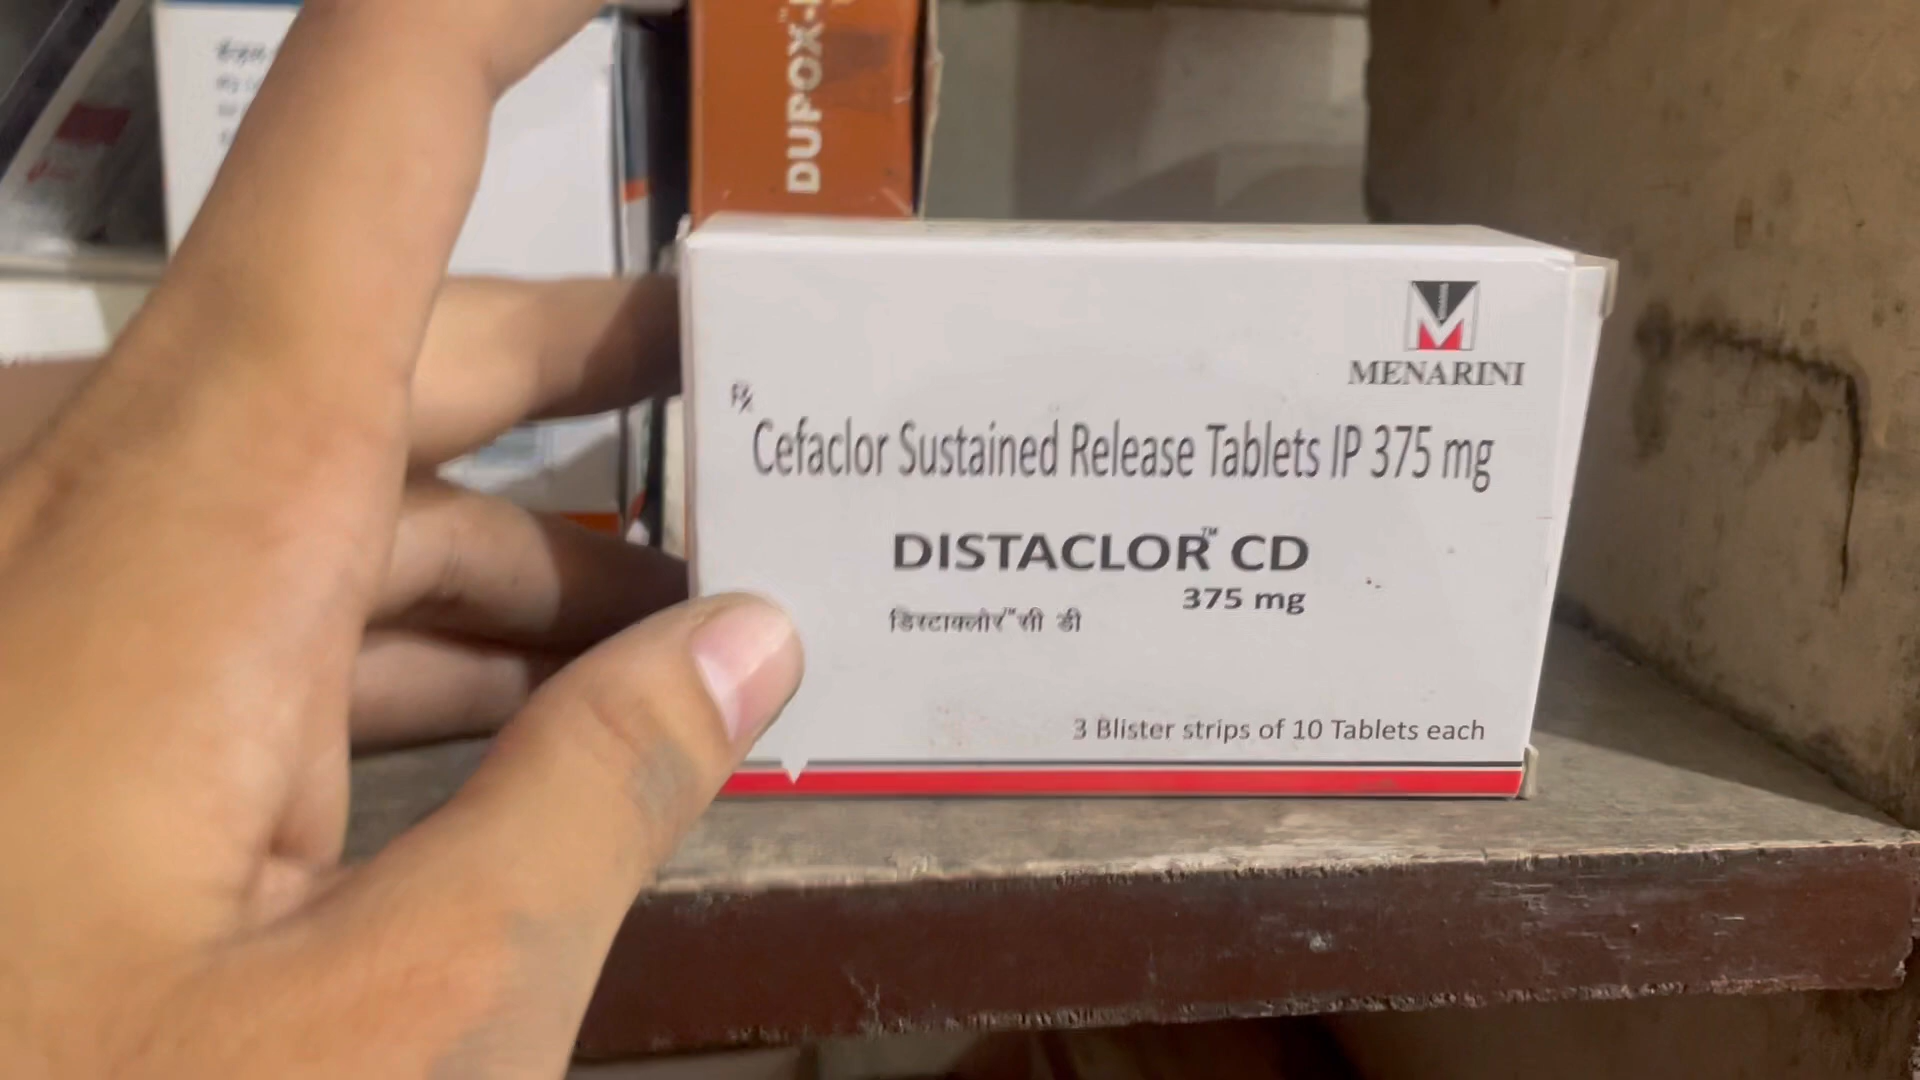 DUPOX-
MENARINI
Rx
Cefaclor Sustained Release Tablets IP 375 mg
DISTACLOR™ CD
375 mg
डिस्टाक्लोर™ सी डी
3 Blister strips of 10 Tablets each